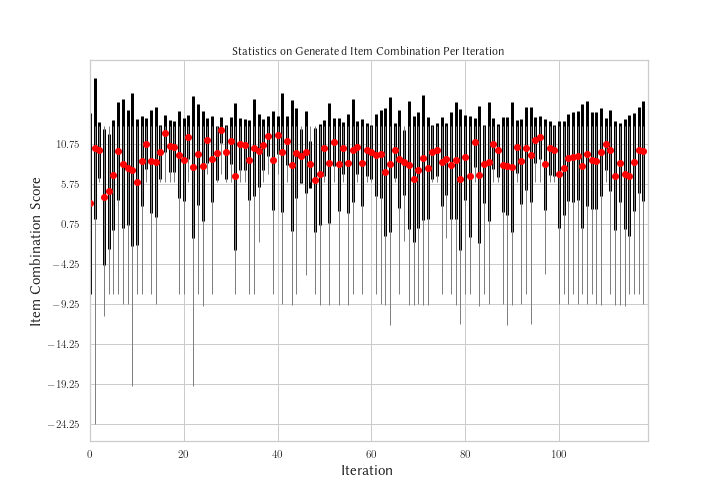 Statistics on Generated Item Combination Per Iteration
Item Combination Score
10.75
5.75
0.75
−4.25
−9.25
−14.25
−19.25
−24.25
0 20 40 60 80 100
Iteration